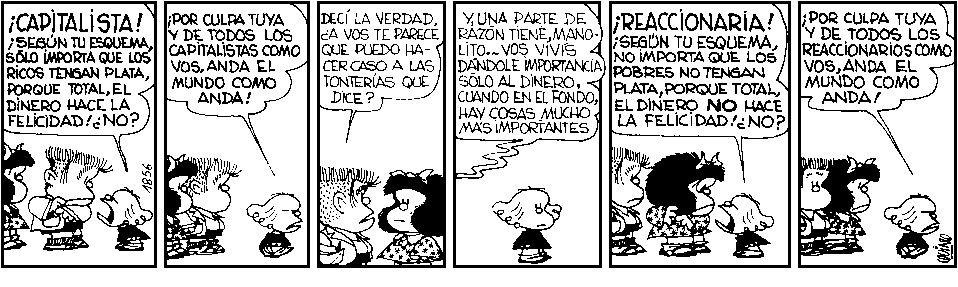 ¡CAPITALISTA!
¡SEGÚN TU ESQUEMA,
SÓLO IMPORTA QUE LOS
RICOS TENGAN PLATA,
PORQUE TOTAL, EL
DINERO HACE LA
FELICIDAD! ¿NO?
1856
¡POR CULPA TUYA
Y DE TODOS LOS
CAPITALISTAS COMO
VOS, ANDA EL
MUNDO COMO
ANDA!
DECÍ LA VERDAD,
¿A VOS TE PARECE
QUE PUEDO HA-
CER CASO A LAS
TONTERÍAS QUE
DICE?
Y, UNA PARTE DE
RAZÓN TIENE, MANO-
LITO... VOS VIVÍS
DÁNDOLE IMPORTANCIA
SÓLO AL DINERO,
CUANDO EN EL FONDO,
HAY COSAS MUCHO
MÁS IMPORTANTES
¡REACCIONARIA!
¡SEGÚN TU ESQUEMA,
NO IMPORTA QUE LOS
POBRES NO TENGAN
PLATA, PORQUE TOTAL,
EL DINERO NO HACE
LA FELICIDAD! ¿NO?
¡POR CULPA TUYA
Y DE TODOS LOS
REACCIONARIOS COMO
VOS, ANDA EL
MUNDO COMO
ANDA!
QUINO